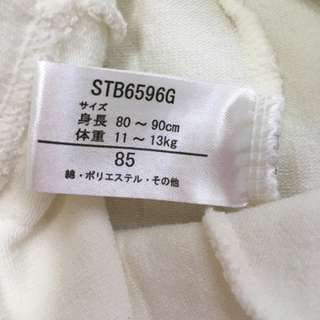 STB6596G
サイズ
身長 80～90cm
体重 11～13kg
85
綿・ポリエステル・その他